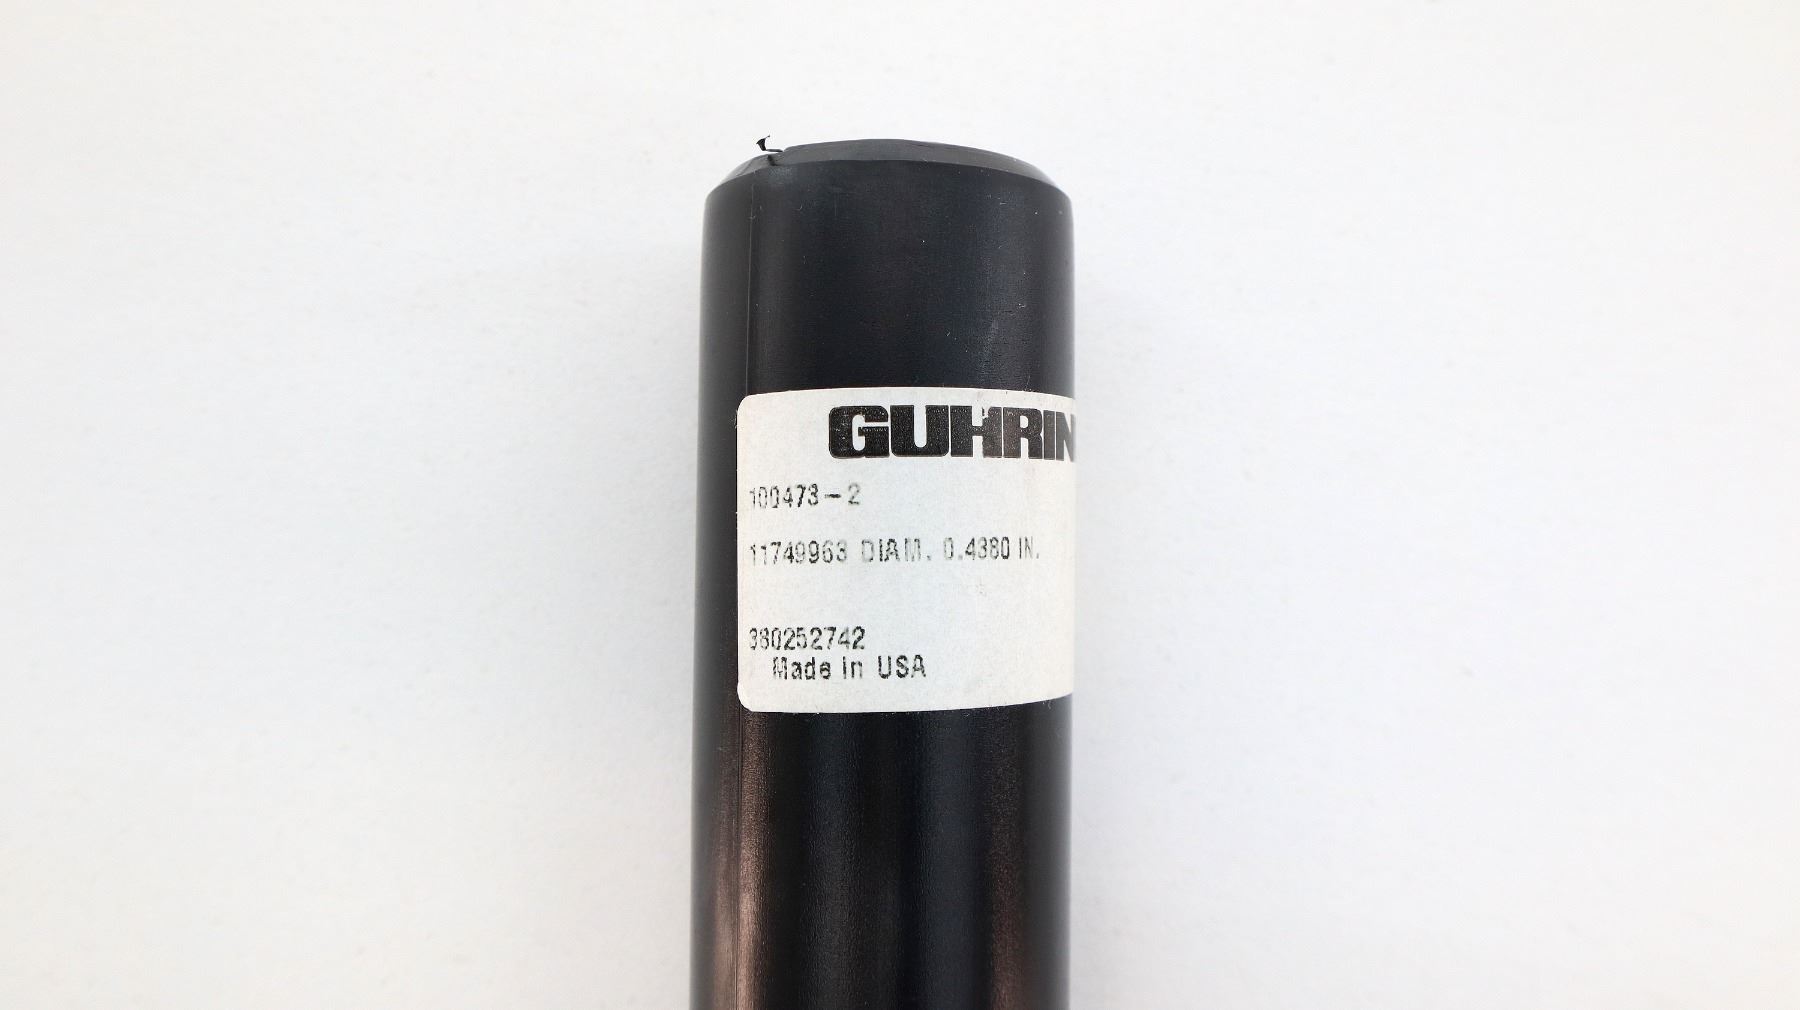 GUHRIN
100473-2
11749963 DIAM. 0.4380 IN.
380252742
Made in USA